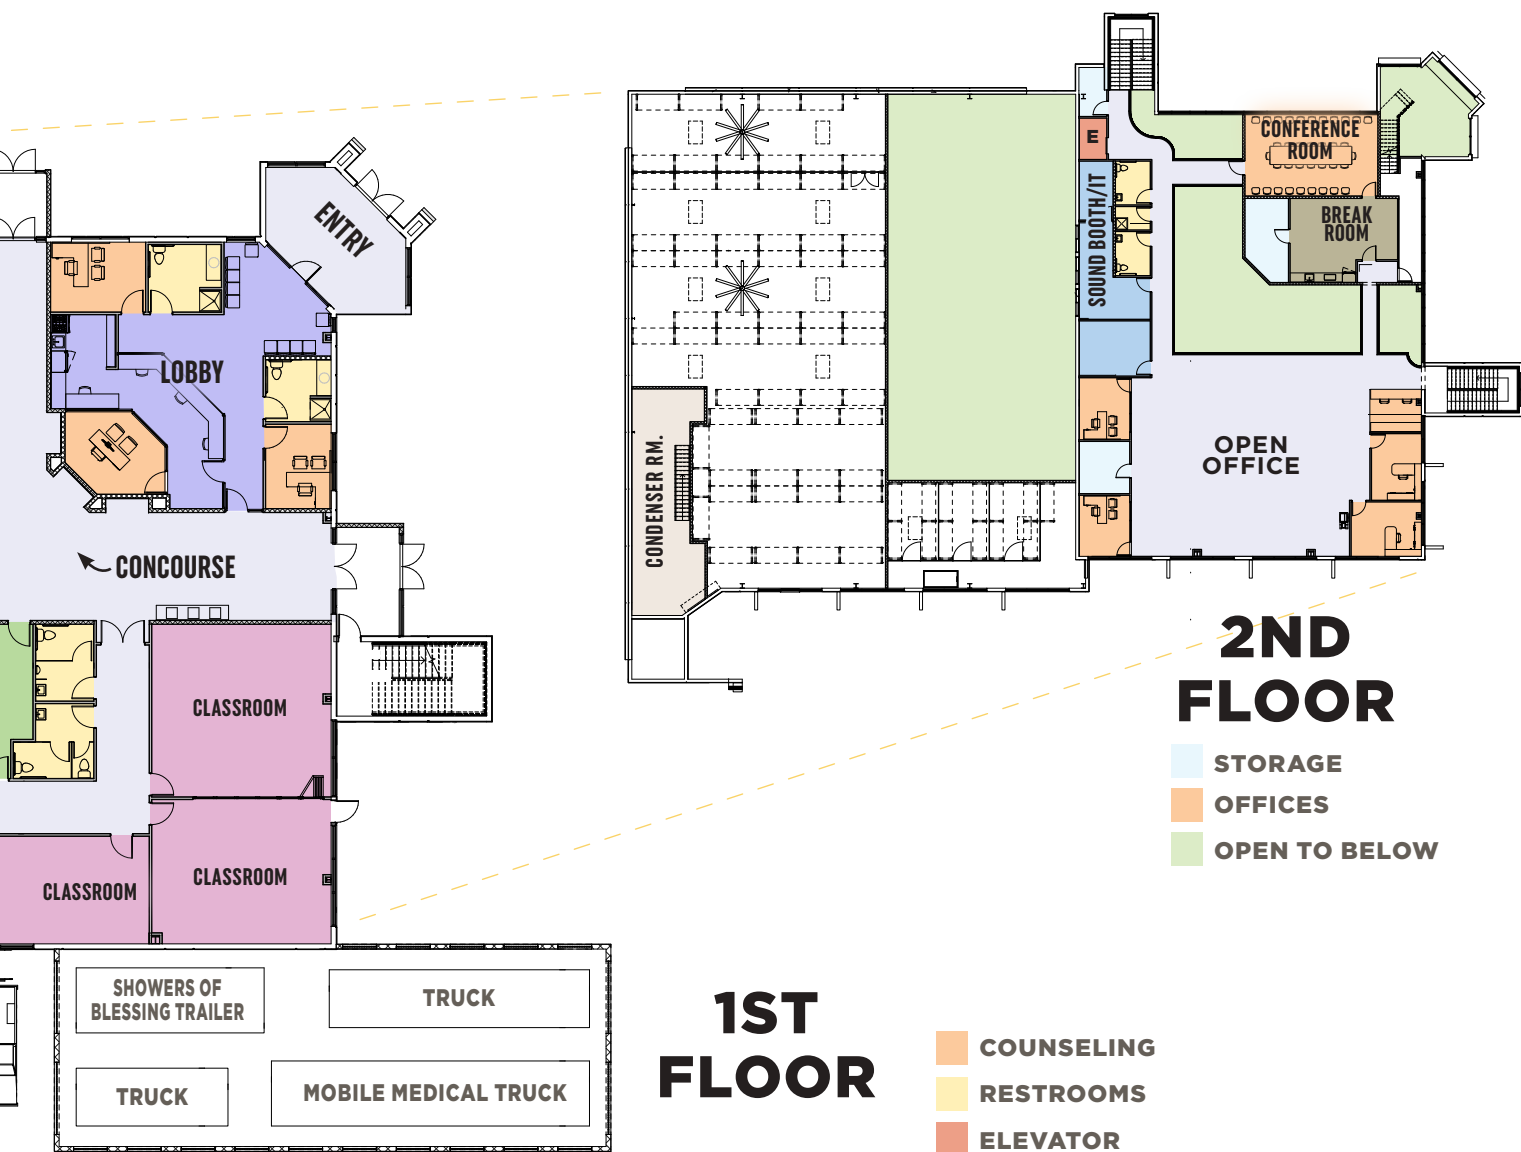 CONFERENCE
ROOM
E
BREAK
ROOM
SOUND BOOTH/IT
ENTRY
LOBBY
OPEN
OFFICE
CONDENSER RM.
CONCOURSE
2ND
FLOOR
CLASSROOM
STORAGE
OFFICES
OPEN TO BELOW
CLASSROOM
CLASSROOM
SHOWERS OF
BLESSING TRAILER
TRUCK
TRUCK
MOBILE MEDICAL TRUCK
1ST
FLOOR
COUNSELING
RESTROOMS
ELEVATOR